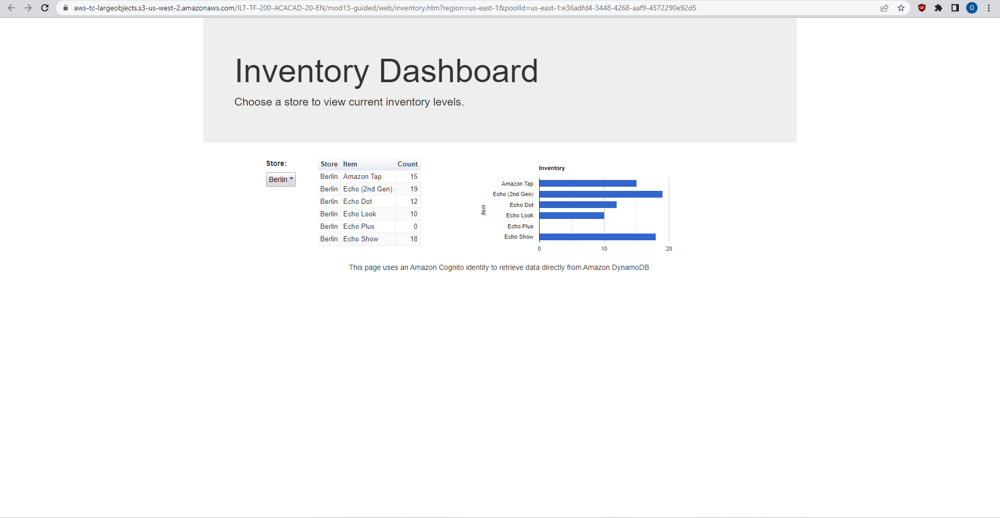 aws-tc-largeobjects.s3-us-west-2.amazonaws.com/ILT-TF-200-ACACAD-20-EN/mod13-guided/web/inventory.htm?region=us-east-1&poolId=us-east-1:e36adfd4-3448-4268-aaf9-4572290e92d5
Q
Inventory Dashboard
Choose a store to view current inventory levels.
Store:
Berlin
Store Item Count
Berlin Amazon Tap 15
Berlin Echo (2nd Gen) 19
Berlin Echo Dot 12
Berlin Echo Look 10
Berlin Echo Plus 0
Berlin Echo Show 18
Inventory
Item
Amazon Tap
Echo (2nd Gen)
Echo Dot
Echo Look
Echo Plus
Echo Show
0 10 20
This page uses an Amazon Cognito identity to retrieve data directly from Amazon DynamoDB.